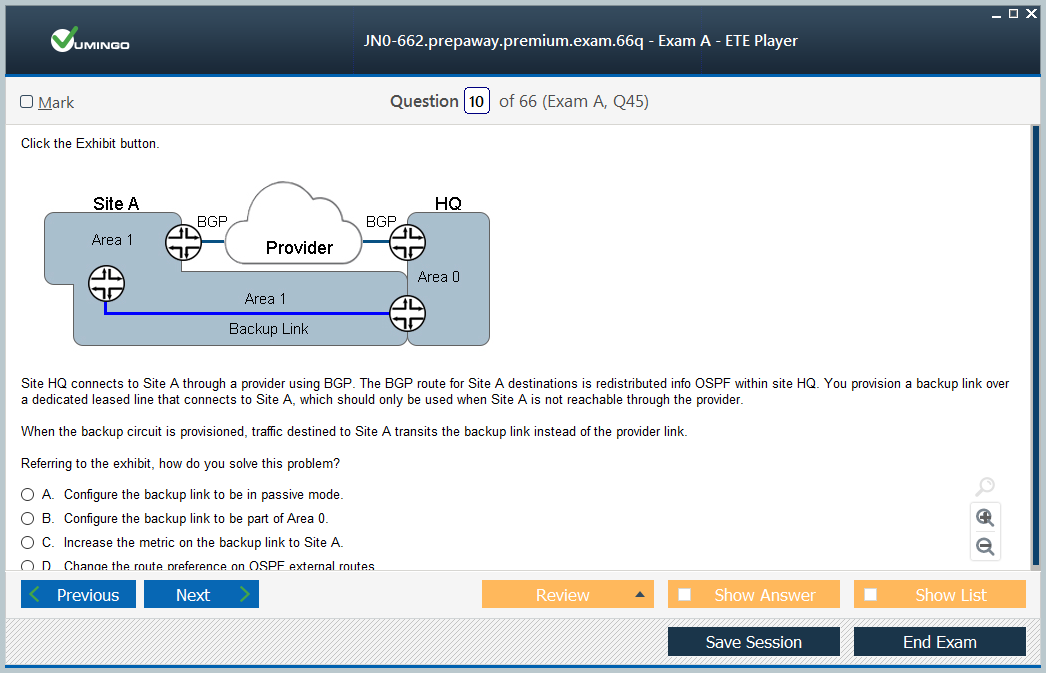 VUMINGO
JN0-662.prepaway.premium.exam.66q - Exam A - ETE Player
Mark
Question 10 of 66 (Exam A, Q45)
Click the Exhibit button.
Site A
HQ
BGP
BGP
Area 1
Provider
Area 0
Area 1
Backup Link
Site HQ connects to Site A through a provider using BGP. The BGP route for Site A destinations is redistributed info OSPF within site HQ. You provision a backup link over
a dedicated leased line that connects to Site A, which should only be used when Site A is not reachable through the provider.
When the backup circuit is provisioned, traffic destined to Site A transits the backup link instead of the provider link.
Referring to the exhibit, how do you solve this problem?
A. Configure the backup link to be in passive mode.
B. Configure the backup link to be part of Area 0.
C. Increase the metric on the backup link to Site A.
D. Change the route preference on OSPF external routes
Previous
Next
Review
Show Answer
Show List
Save Session
End Exam